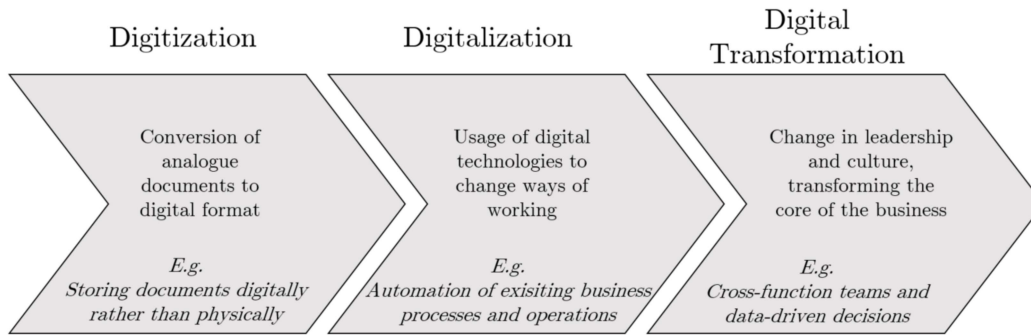 Digitization
Conversion of
analogue
documents to
digital format
E.g.
Storing documents digitally
rather than physically
Digitalization
Usage of digital
technologies to
change ways of
working
E.g.
Automation of exisiting business
processes and operations
Digital
Transformation
Change in leadership
and culture,
transforming the
core of the business
E.g.
Cross-function teams and
data-driven decisions